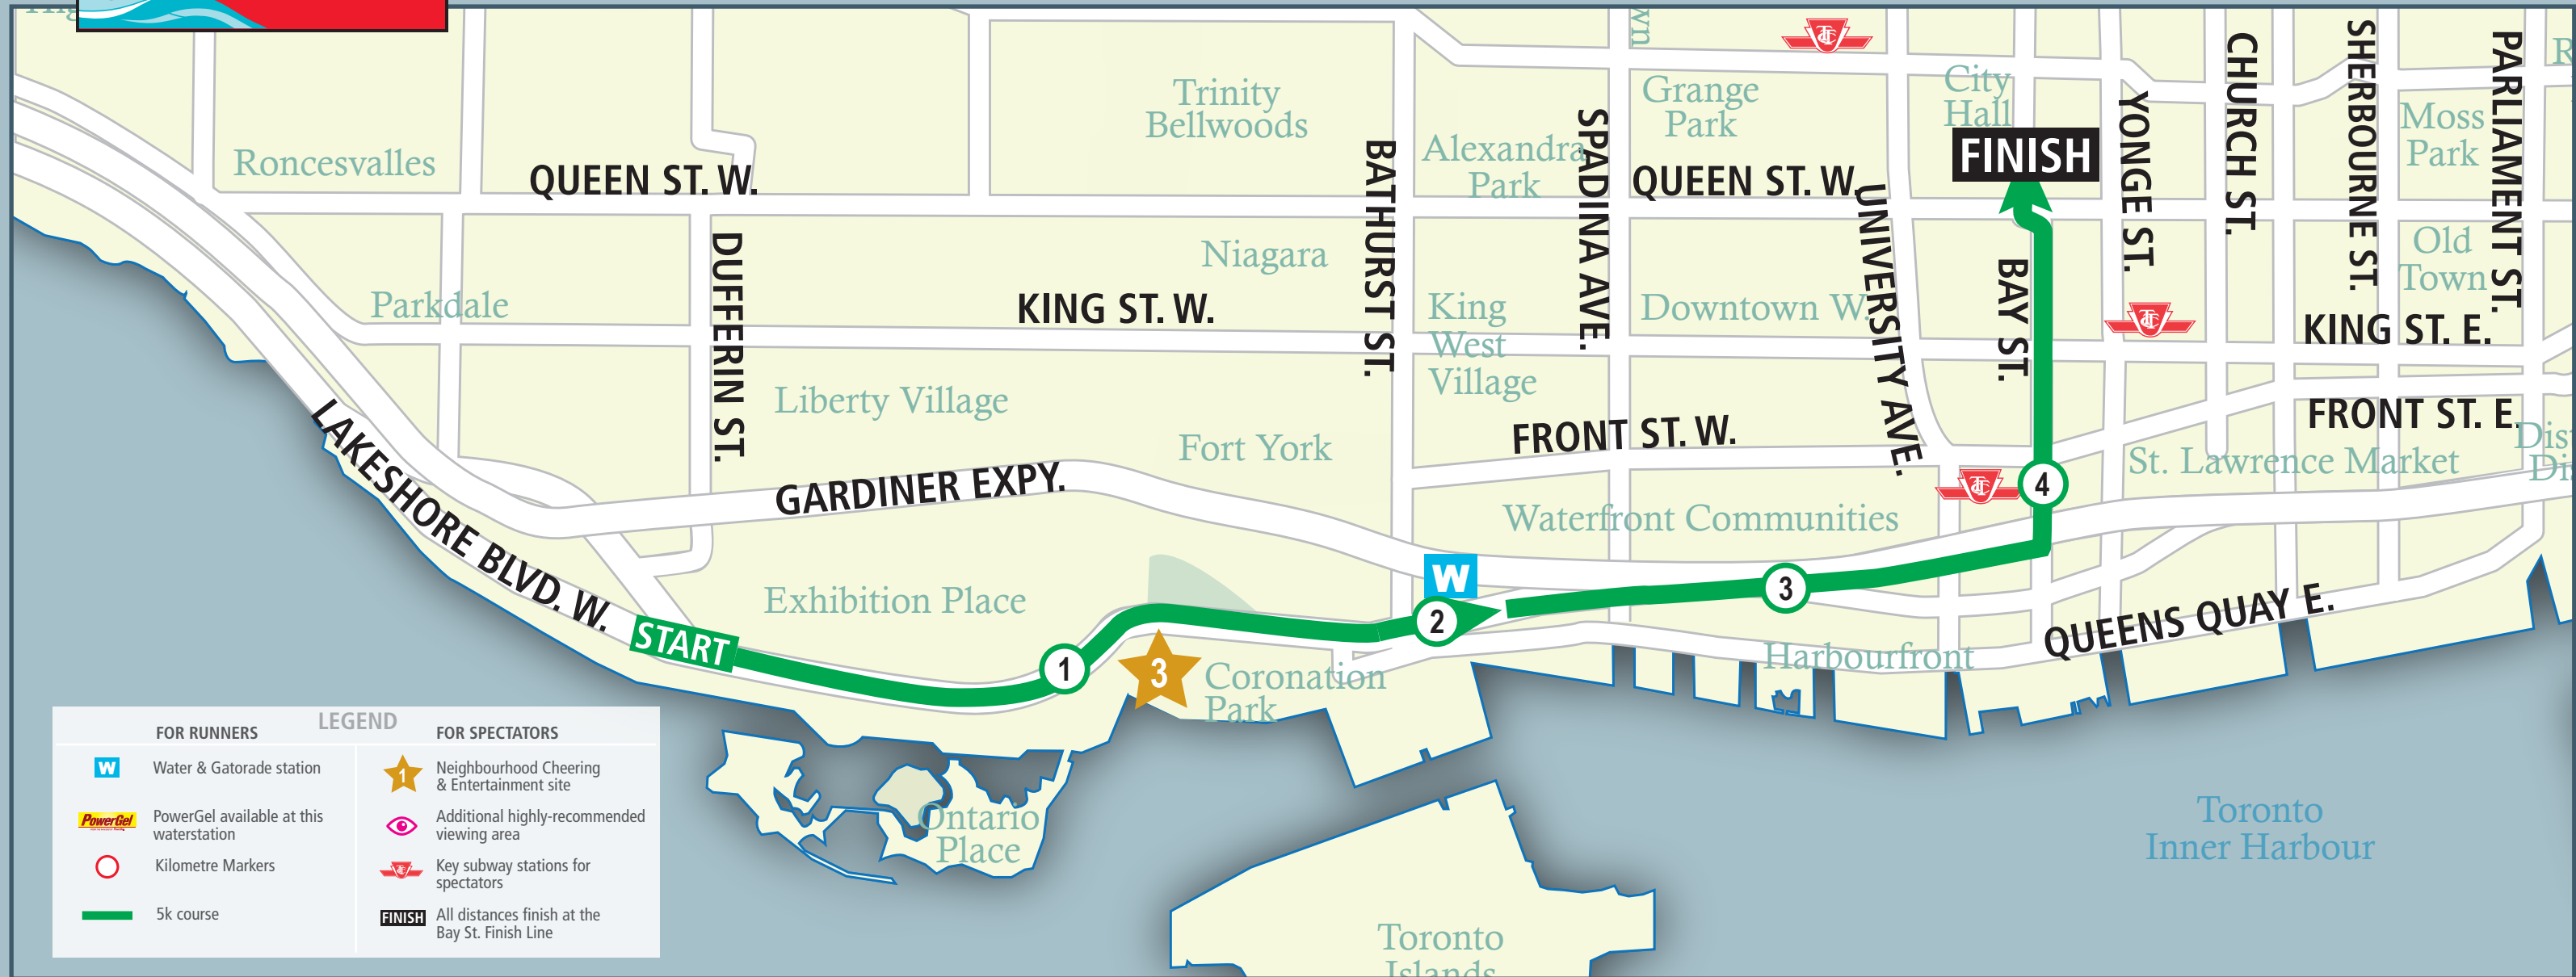 Roncesvalles
QUEEN ST. W.
Trinity
Bellwoods
Grange
Park
City
Hall
FINISH
Alexandra
Park
QUEEN ST. W.
Moss
Park
Old
Town
Parkdale
DUFFERIN ST.
Niagara
KING ST. W.
BATHURST ST.
King
West
Village
SPADINA AVE.
Downtown W.
UNIVERSITY AVE.
BAY ST.
YONGE ST.
CHURCH ST.
SHERBOURNE ST.
PARLIAMENT ST.
KING ST. E.
FRONT ST. E.
Liberty Village
Fort York
FRONT ST. W.
St. Lawrence Market
LAKESHORE BLVD. W.
GARDINER EXPY.
Waterfront Communities
4
W
Exhibition Place
START
1
3
2
3
Coronation
Park
Harbourfront
QUEENS QUAY E.
Ontario
Place
Toronto
Inner Harbour
Toronto
Islands
LEGEND
FOR RUNNERS
W
Water & Gatorade station
PowerGel
PowerGel available at this
waterstation
Kilometre Markers
5k course
FOR SPECTATORS
1
Neighbourhood Cheering
& Entertainment site
Additional highly-recommended
viewing area
Key subway stations for
spectators
FINISH
All distances finish at the
Bay St. Finish Line